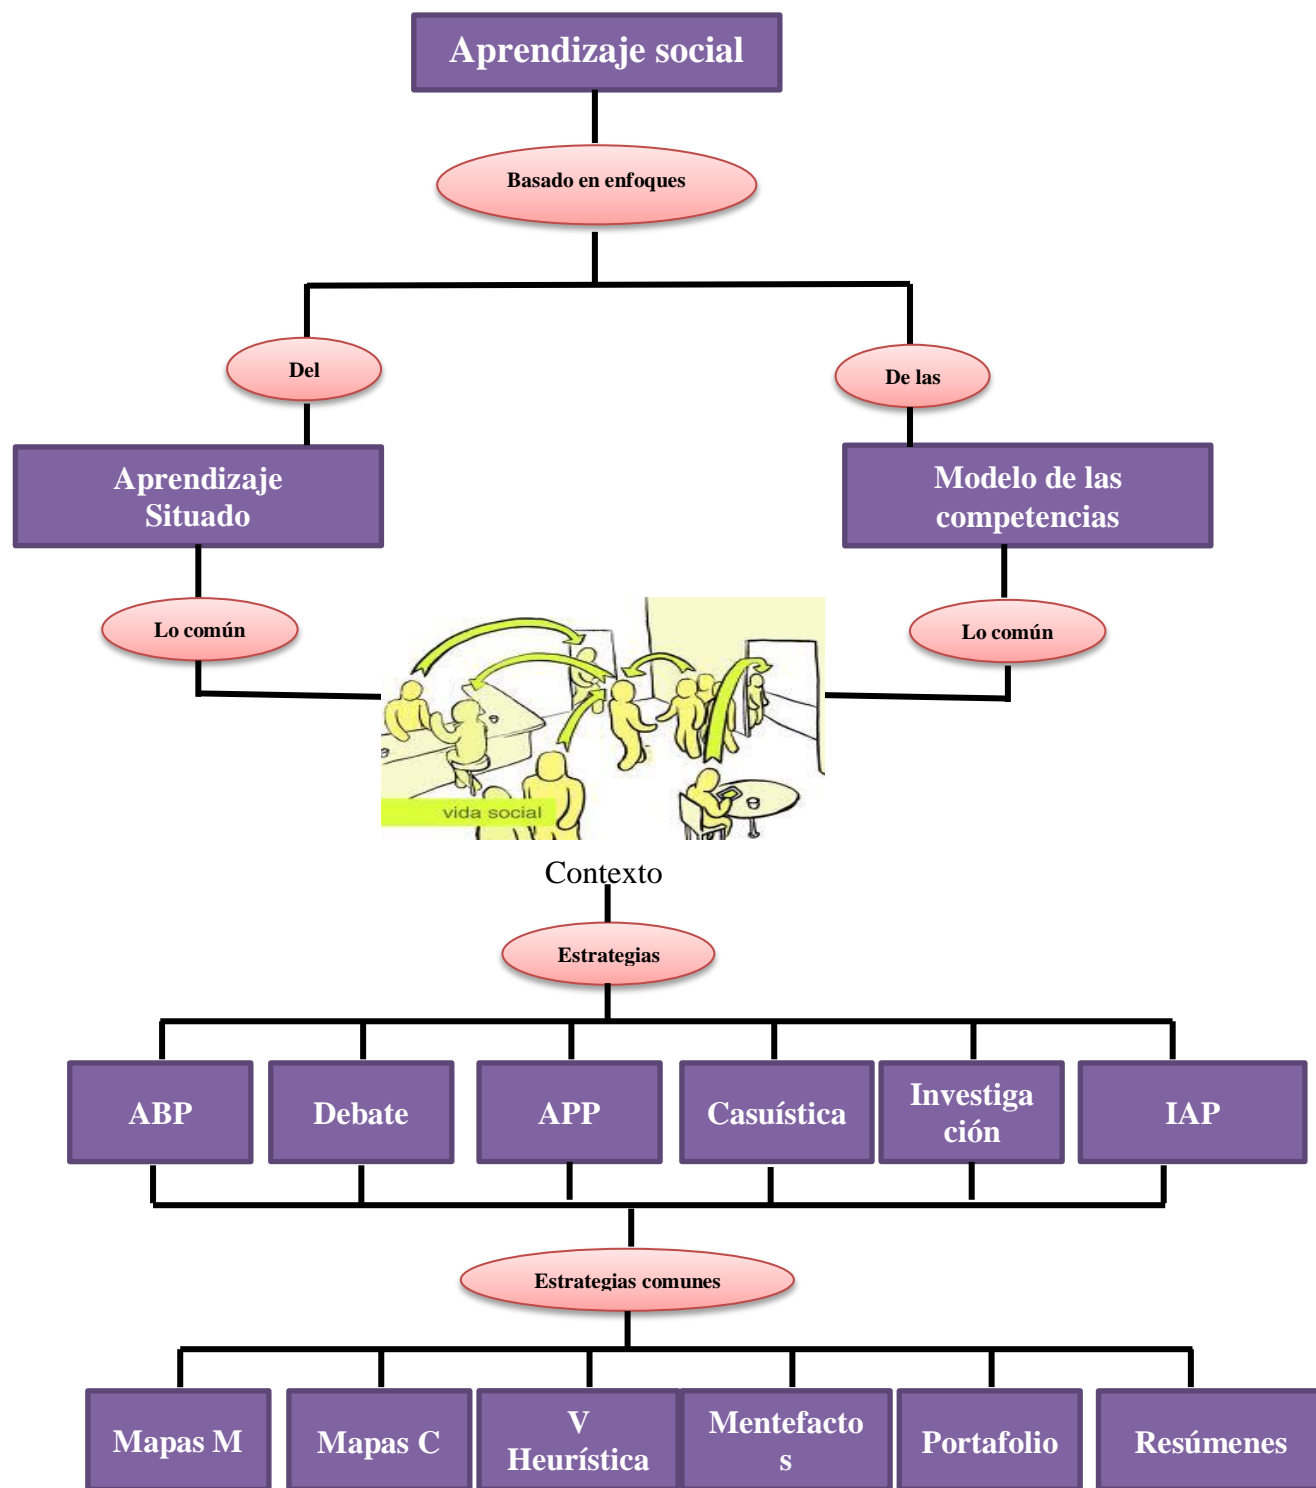 Aprendizaje social
Basado en enfoques
Del
De las
Aprendizaje
Situado
Modelo de las
competencias
Lo común
Lo común
vida social
Contexto
Estrategias
ABP
Debate
APP
Casuística
Investiga
ción
IAP
Estrategias comunes
Mapas M
Mapas C
V
Heurística
Mentefacto
s
Portafolio
Resúmenes